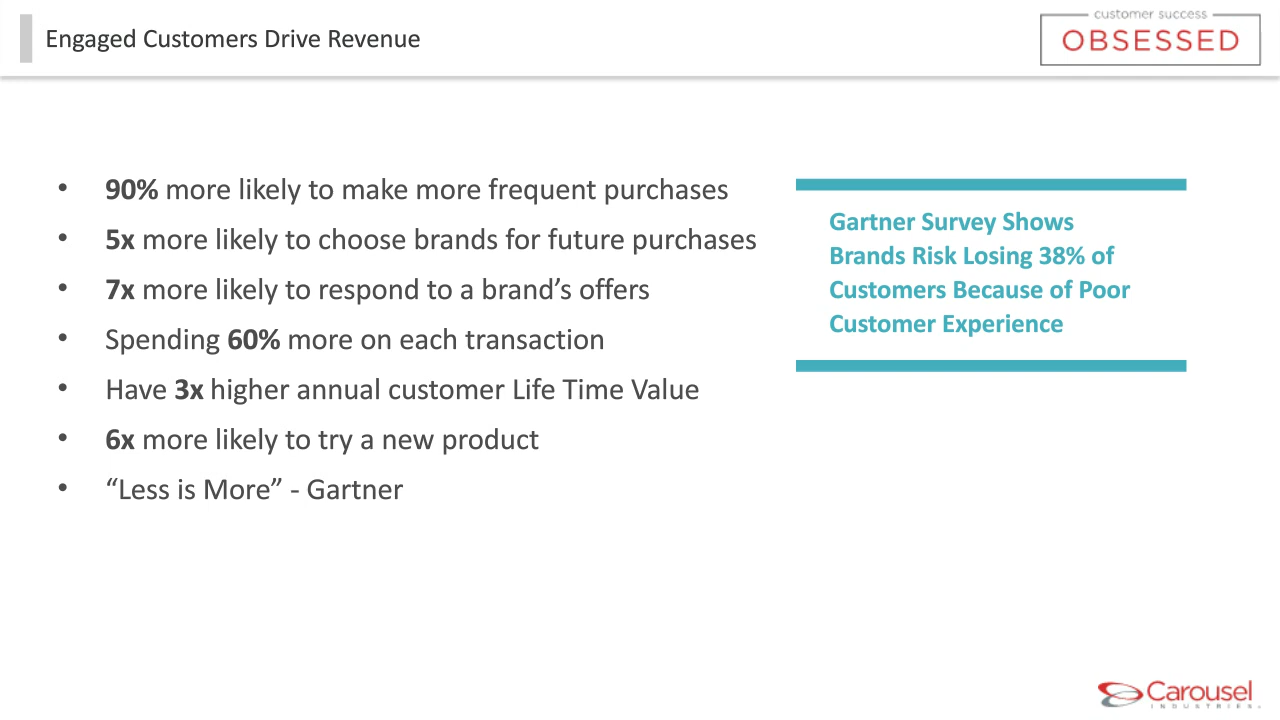 Engaged Customers Drive Revenue
customer success
OBSESSED
• 90% more likely to make more frequent purchases
• 5x more likely to choose brands for future purchases
• 7x more likely to respond to a brand’s offers
• Spending 60% more on each transaction
• Have 3x higher annual customer Life Time Value
• 6x more likely to try a new product
• “Less is More” - Gartner
Gartner Survey Shows
Brands Risk Losing 38% of
Customers Because of Poor
Customer Experience
Carousel
INDUSTRIES